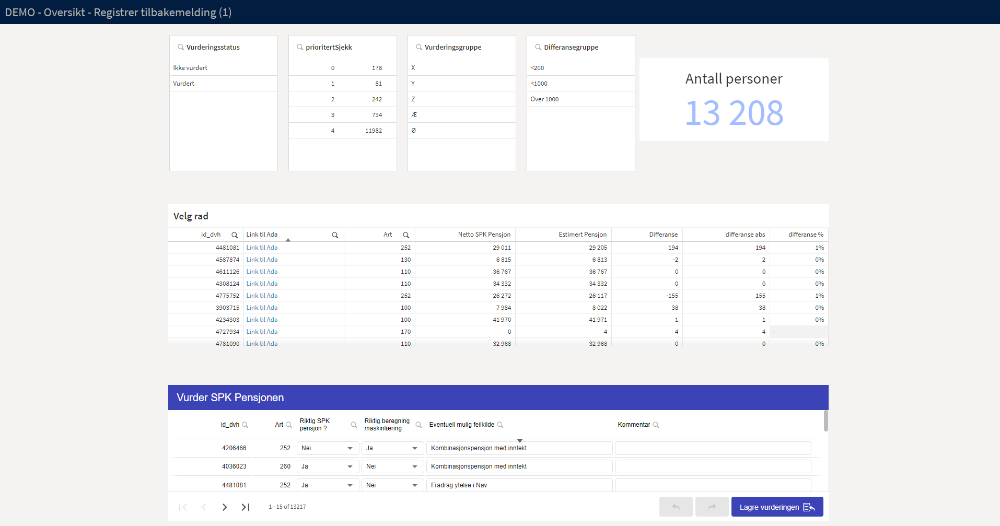 DEMO - Oversikt - Registrer tilbakemelding (1)
Vurderingsstatus
Ikke vurdert
Vurdert
prioritertSjekk
0 178
1 81
2 242
3 734
4 11982
Vurderingsgruppe
X
Y
Z
Æ
Ø
Differansegruppe
<200
<1000
Over 1000
Antall personer
13 208
Velg rad
id_dvh Link til Ada Art Netto SPK Pensjon Estimert Pensjon Differanse differanse abs differanse %
4481081 Link til Ada 252 29 011 29 205 194 194 1%
4587874 Link til Ada 130 6 815 6 813 -2 2 0%
4611126 Link til Ada 110 36 767 36 767 0 0 0%
4308124 Link til Ada 110 34 332 34 332 0 0 0%
4775752 Link til Ada 252 26 272 26 117 -155 155 1%
3903715 Link til Ada 100 7 984 8 022 38 38 0%
4234303 Link til Ada 100 41 970 41 971 1 1 0%
4727934 Link til Ada 170 0 4 4 4 -
4781090 Link til Ada 110 32 968 32 968 0 0 0%
Vurder SPK Pensjonen
id_dvh Art Riktig SPK pensjon ? Riktig beregning maskinlæring Eventuell mulig feilkilde Kommentar
4206466 252 Nei Ja Kombinasjonspensjon med inntekt
4036023 260 Ja Nei Kombinasjonspensjon med inntekt
4481081 252 Ja Nei Fradrag ytelse i Nav
1 - 15 of 13217
Lagre vurderingen